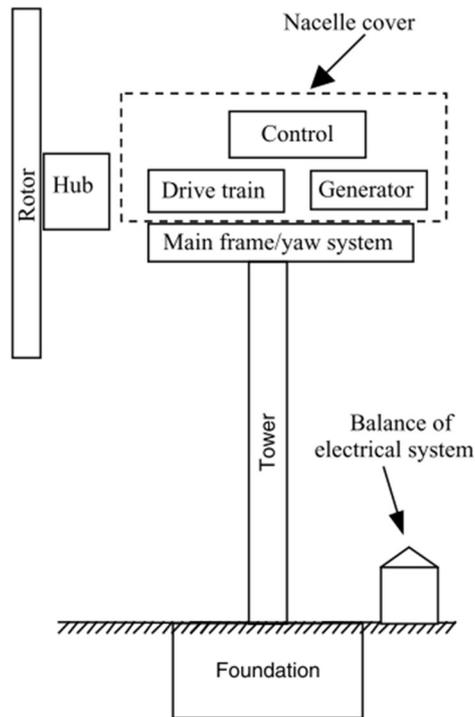 Nacelle cover
Control
Rotor
Hub
Drive train
Generator
Main frame/yaw system
Tower
Balance of
electrical system
Foundation